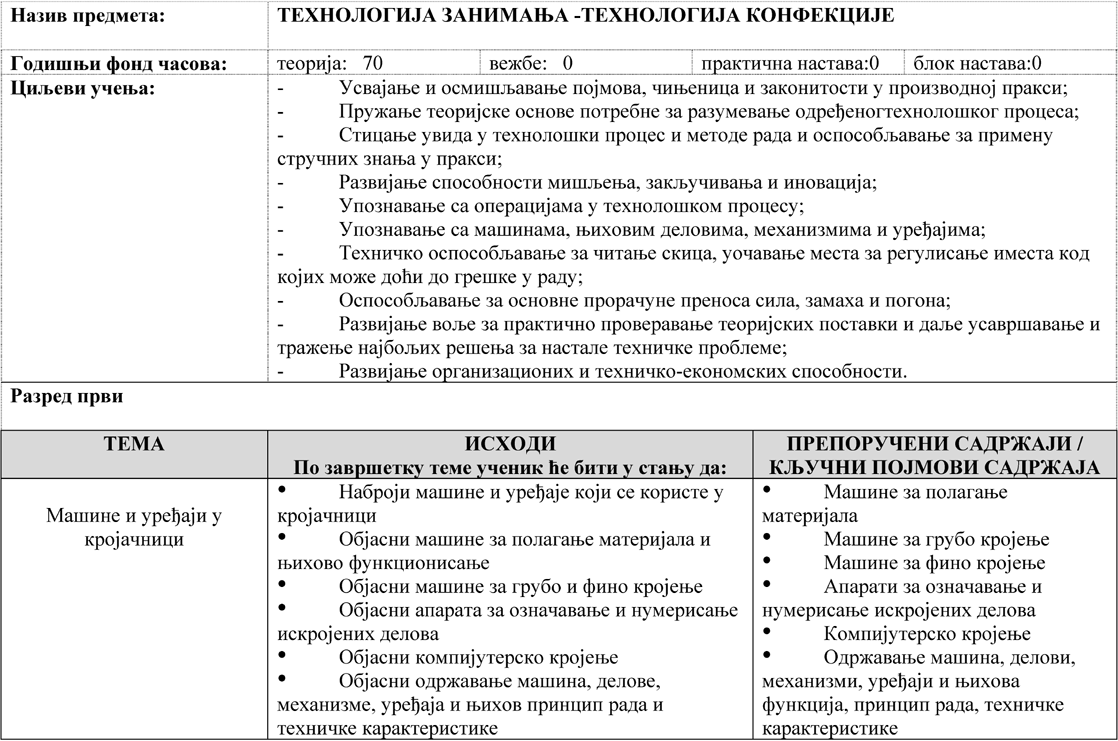 Назив предмета: ТЕХНОЛОГИЈА ЗАНИМАЊА -ТЕХНОЛОГИЈА КОНФЕКЦИЈЕ
Годишњи фонд часова: теорија: 70 вежбе: 0 практична настава:0 блок настава:0
Циљеви учења: - Усвајање и осмишљавање појмова, чињеница и законитости у производној пракси;
- Пружање теоријске основе потребне за разумевање одређеногтехнолошког процеса;
- Стицање увида у технолошки процес и методе рада и оспособљавање за примену
стручних знања у пракси;
- Развијање способности мишљења, закључивања и иновација;
- Упознавање са операцијама у технолошком процесу;
- Упознавање са машинама, њиховим деловима, механизмима и уређајима;
- Техничко оспособљавање за читање скица, уочавање места за регулисање иместа код
којих може доћи до грешке у раду;
- Оспособљавање за основне прорачуне преноса сила, замаха и погона;
- Развијање воље за практично проверавање теоријских поставки и даље усавршавање и
тражење најбољих решења за настале техничке проблеме;
- Развијање организационих и техничко-економских способности.
Разред први
ТЕМА
ИСХОДИ
По завршетку теме ученик ће бити у стању да:
ПРЕПОРУЧЕНИ САДРЖАЈИ /
КЉУЧНИ ПОЈМОВИ САДРЖАЈА
Машине и уређаји у
кројачници
• Наброји машине и уређаје који се користе у
кројачници
• Објасни машине за полагање материјала и
њихово функционисање
• Објасни машине за грубо и фино кројење
• Објасни апарата за означавање и нумерисање
искројених делова
• Објасни компијутерско кројење
• Објасни одржавање машина, делове,
механизме, уређаја и њихов принцип рада и
техничке карактеристике
• Машине за полагање
материјала
• Машине за грубо кројење
• Машине за фино кројење
• Апарати за означавање и
нумерисање искројених делова
• Компијутерско кројење
• Одржавање машина, делови,
механизми, уређаји и њихова
функција, принцип рада, техничке
карактеристике